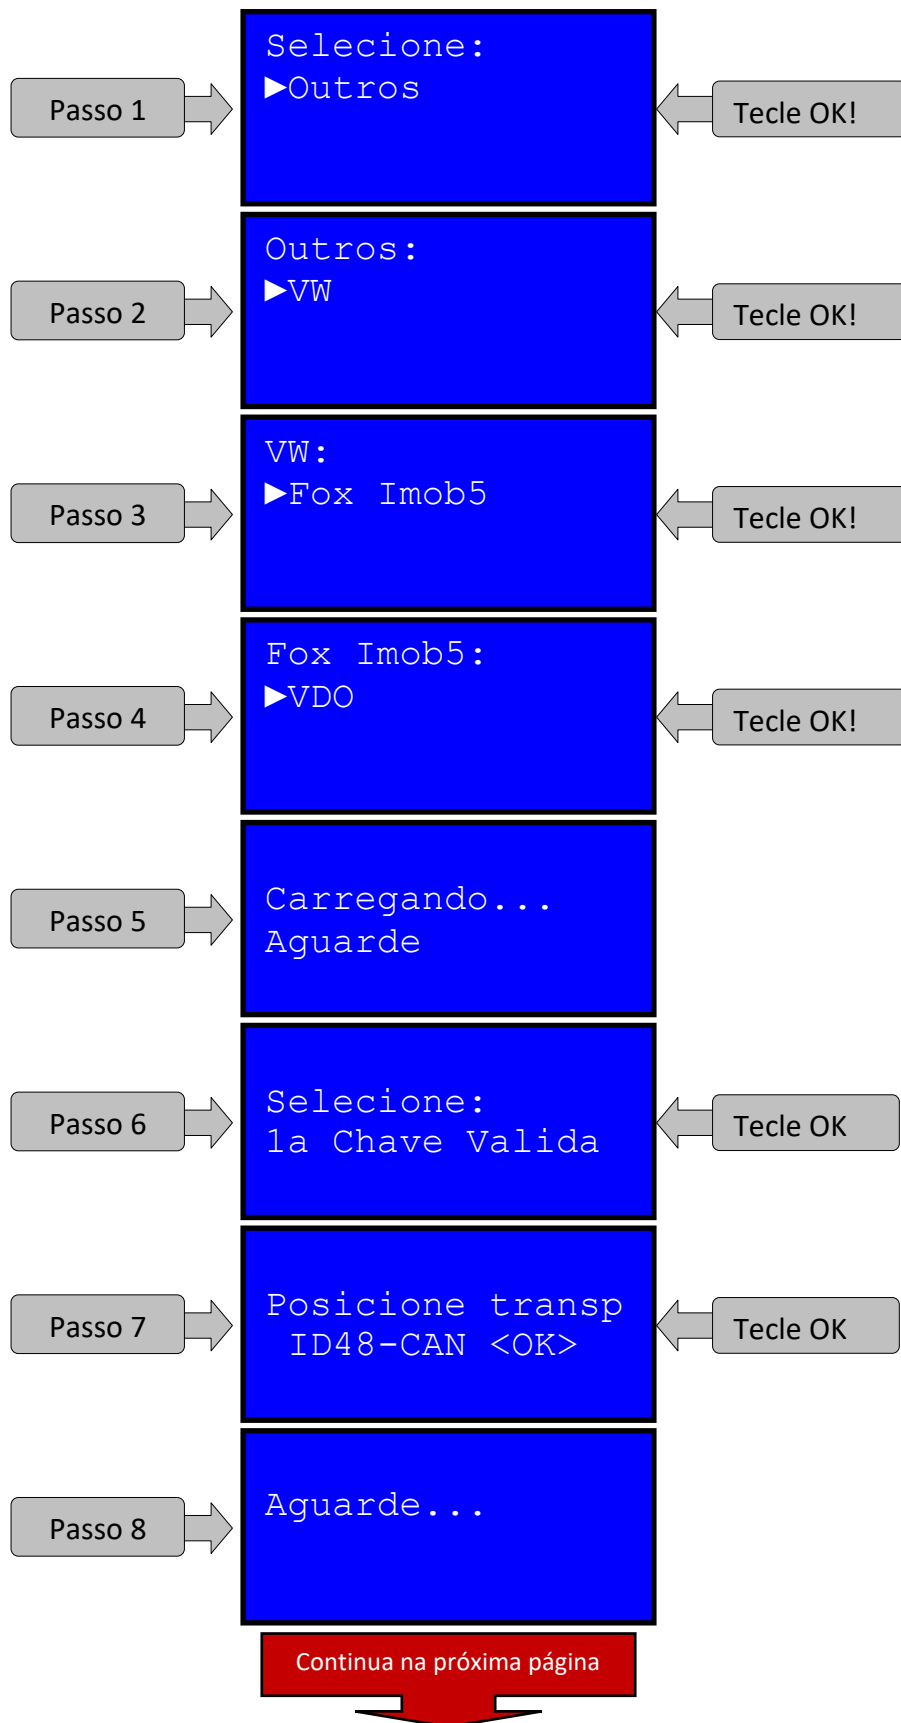 Selecione:
►Outros
Passo 1
Tecle OK!
Outros:
►VW
Passo 2
Tecle OK!
VW:
►Fox Imob5
Passo 3
Tecle OK!
Fox Imob5:
►VDO
Passo 4
Tecle OK!
Carregando...
Aguarde
Passo 5
Selecione:
1a Chave Valida
Passo 6
Tecle OK
Posicione transp
ID48-CAN <OK>
Passo 7
Tecle OK
Aguarde...
Passo 8
Continua na próxima página